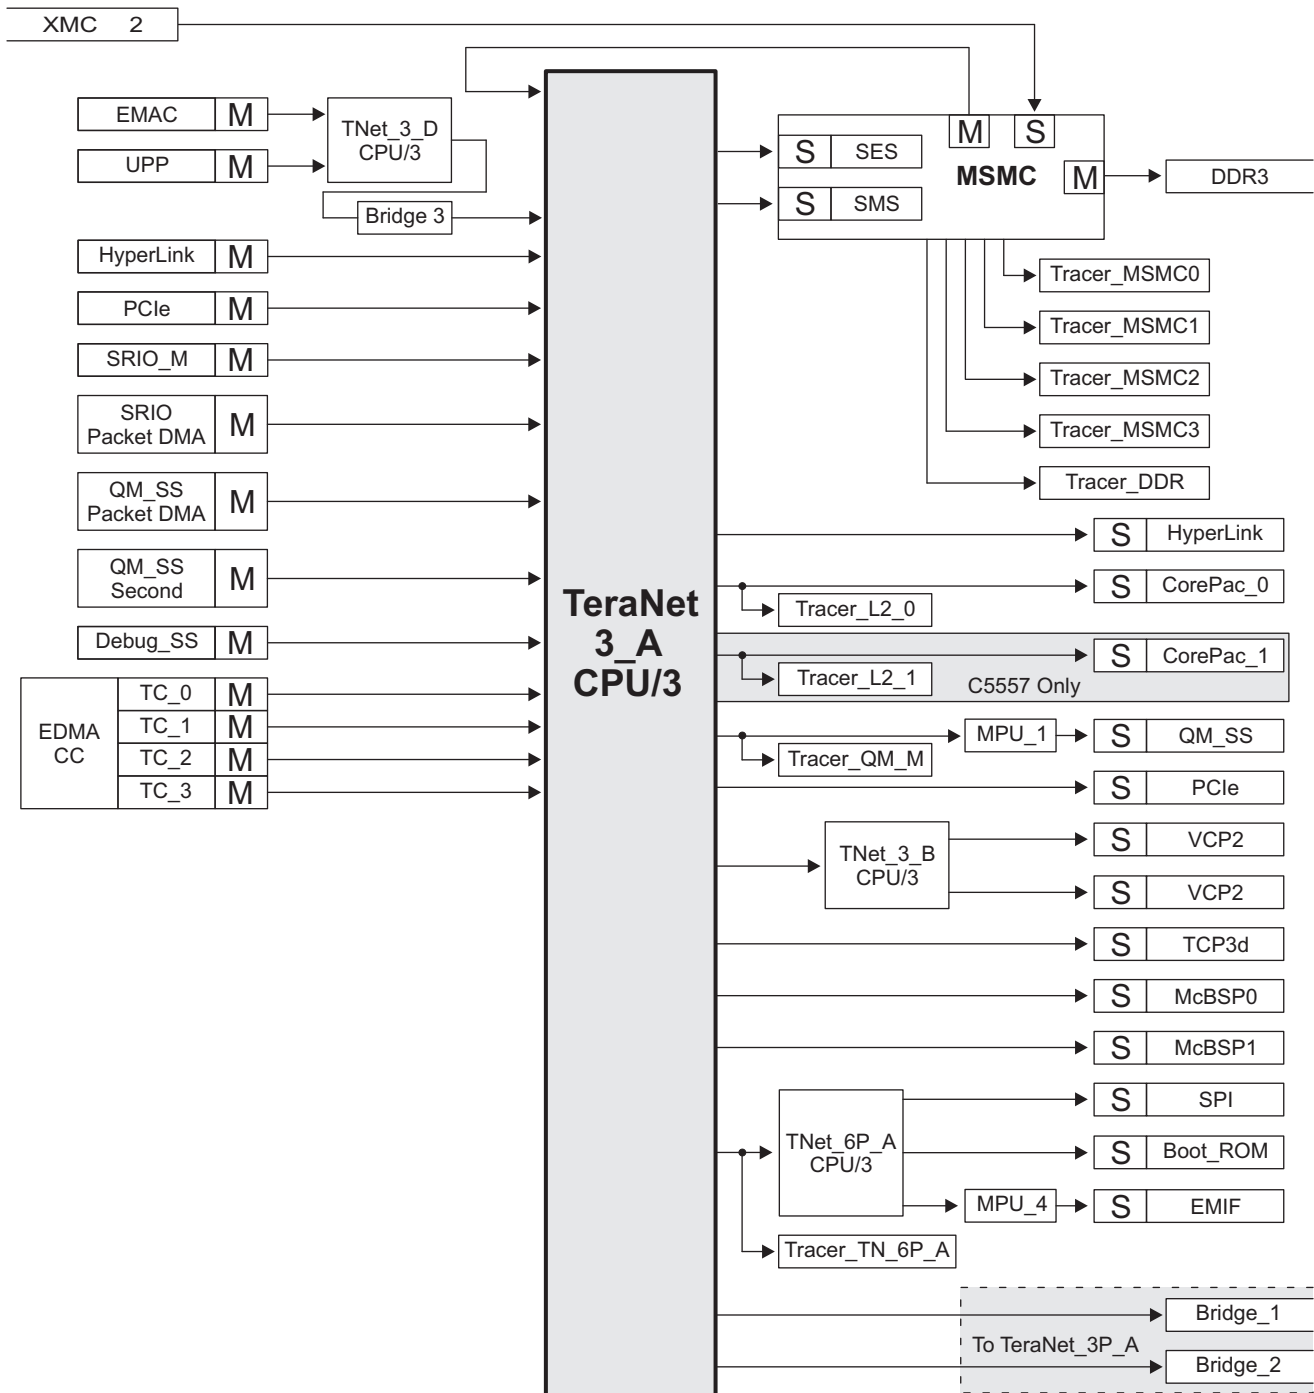 XMC 2
EMAC M
UPP M
TNet_3_D
CPU/3
Bridge 3
HyperLink M
PCIe M
SRIO_M M
SRIO
Packet DMA M
QM_SS
Packet DMA M
QM_SS
Second M
Debug_SS M
EDMA
CC
TC_0 M
TC_1 M
TC_2 M
TC_3 M
TeraNet
3_A
CPU/3
S SES
S SMS
M S
MSMC M
DDR3
Tracer_MSMC0
Tracer_MSMC1
Tracer_MSMC2
Tracer_MSMC3
Tracer_DDR
S HyperLink
S CorePac_0
Tracer_L2_0
S CorePac_1
Tracer_L2_1
C5557 Only
MPU_1 S QM_SS
Tracer_QM_M
S PCIe
TNet_3_B
CPU/3
S VCP2
S VCP2
S TCP3d
S McBSP0
S McBSP1
TNet_6P_A
CPU/3
S SPI
S Boot_ROM
MPU_4 S EMIF
Tracer_TN_6P_A
Bridge_1
To TeraNet_3P_A
Bridge_2